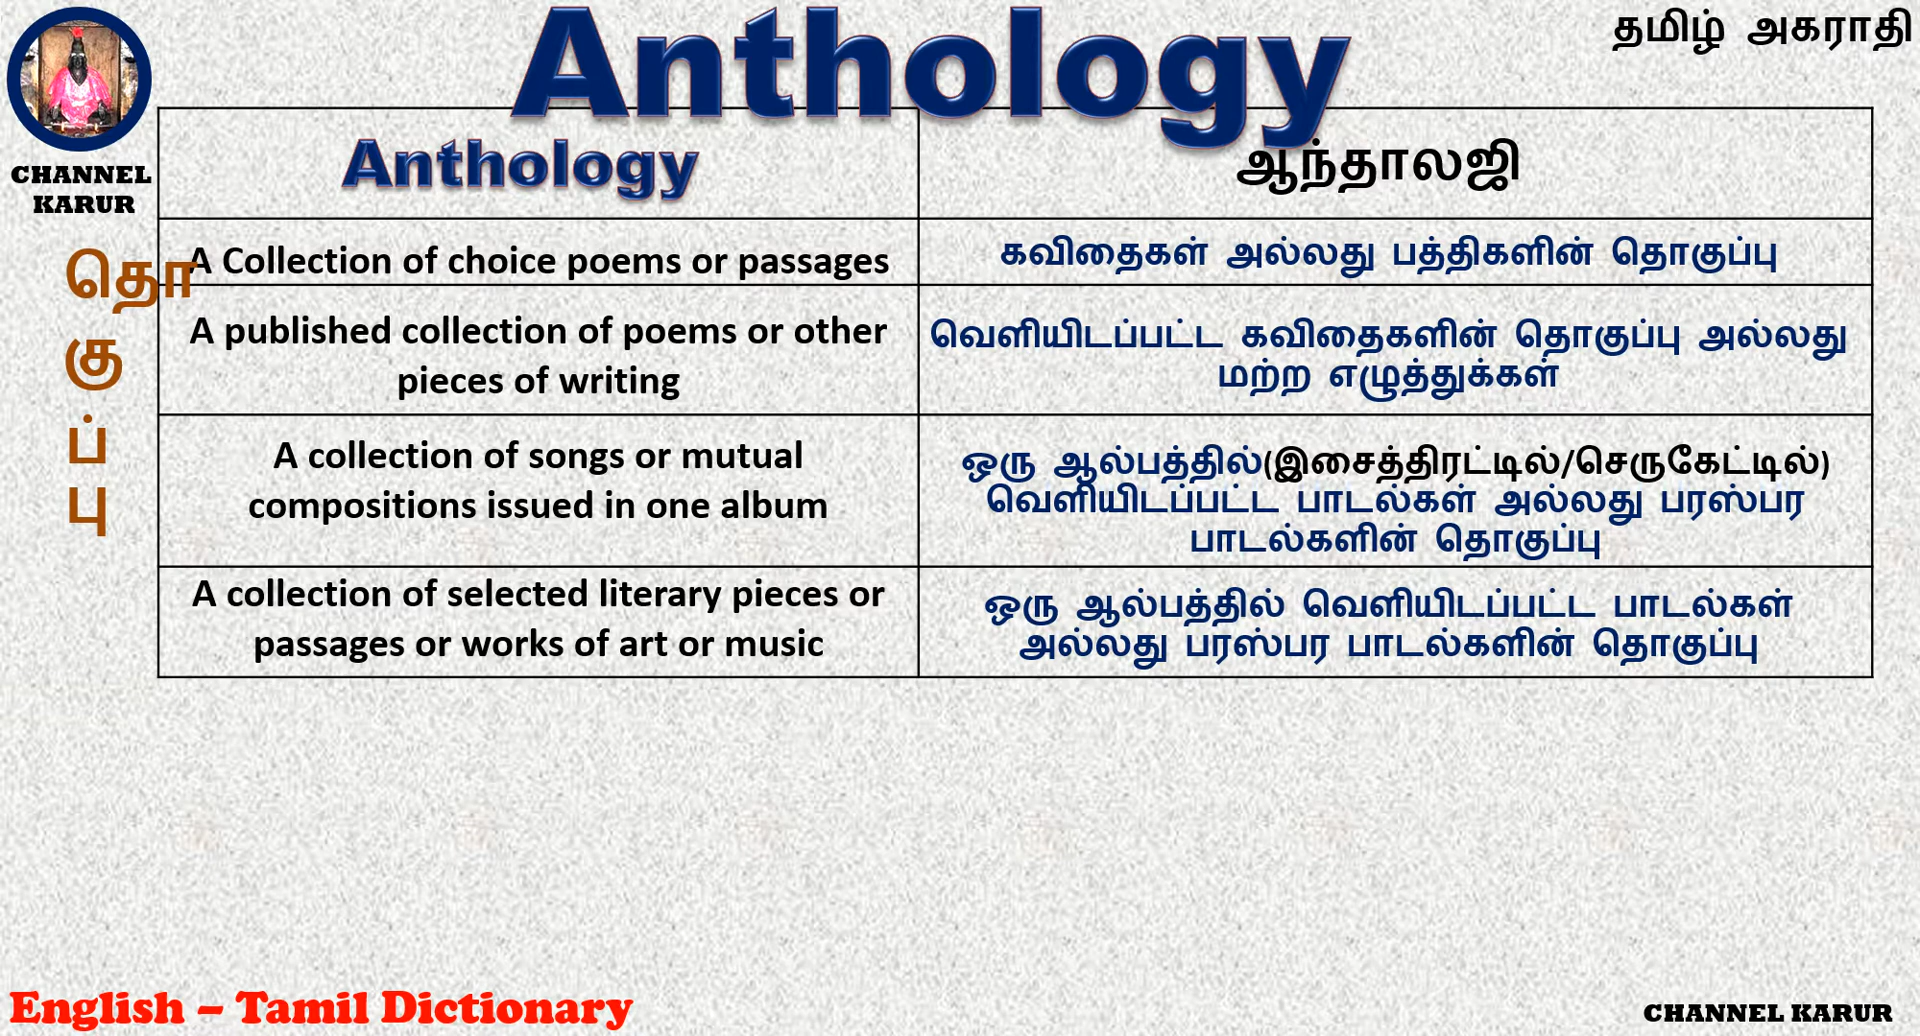 Anthology
தமிழ் அகராதி
CHANNEL
KARUR
தொ
கு
ப்
பு
Anthology
ஆந்தாலஜி
A Collection of choice poems or passages
கவிதைகள் அல்லது பத்திகளின் தொகுப்பு
A published collection of poems or other
pieces of writing
வெளியிடப்பட்ட கவிதைகளின் தொகுப்பு அல்லது
மற்ற எழுத்துக்கள்
A collection of songs or mutual
compositions issued in one album
ஒரு ஆல்பத்தில்(இசைத்திரட்டில்/செருகேட்டில்)
வெளியிடப்பட்ட பாடல்கள் அல்லது பரஸ்பர
பாடல்களின் தொகுப்பு
A collection of selected literary pieces or
passages or works of art or music
ஒரு ஆல்பத்தில் வெளியிடப்பட்ட பாடல்கள்
அல்லது பரஸ்பர பாடல்களின் தொகுப்பு
English – Tamil Dictionary
CHANNEL KARUR